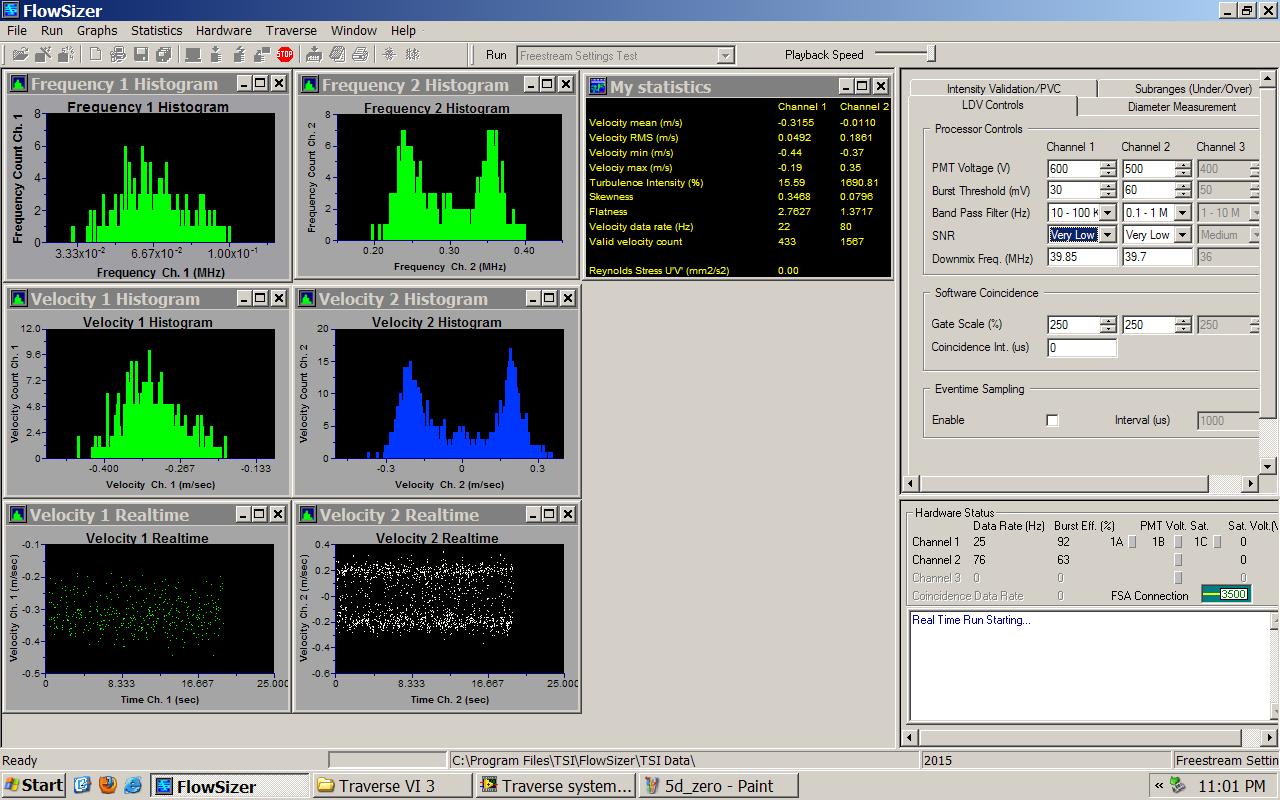 FlowSizer
File Run Graphs Statistics Hardware Traverse Window Help
STOP Run Freestream Settings Test Playback Speed
Frequency 1 Histogram
Frequency 1 Histogram
Frequency Count Ch. 1
8
6
4
2
0
3.33x10-2 6.67x10-2 1.00x10-1
Frequency Ch. 1 (MHz)
Frequency 2 Histogram
Frequency 2 Histogram
Frequency Count Ch. 2
8
6
4
2
0
0.20 0.30 0.40
Frequency Ch. 2 (MHz)
My statistics
Channel 1 Channel 2
Velocity mean (m/s) -0.3155 -0.0110
Velocity RMS (m/s) 0.0492 0.1861
Velocity min (m/s) -0.44 -0.37
Velociy max (m/s) -0.19 0.35
Turbulence Intensity (%) 15.59 1690.81
Skewness 0.3468 0.0796
Flatness 2.7627 1.3717
Velocity data rate (Hz) 22 80
Valid velocity count 433 1567
Reynolds Stress U'V' (mm2/s2) 0.00
Velocity 1 Histogram
Velocity 1 Histogram
Velocity Count Ch. 1
12.0
9.6
7.2
4.8
2.4
0
-0.400 -0.267 -0.133
Velocity Ch. 1 (m/sec)
Velocity 2 Histogram
Velocity 2 Histogram
Velocity Count Ch. 2
20
15
10
5
0
-0.3 0 0.3
Velocity Ch. 2 (m/sec)
Velocity 1 Realtime
Velocity 1 Realtime
Velocity Ch. 1 (m/sec)
-0.1
-0.2
-0.3
-0.4
-0.5
0 8.333 16.667 25.000
Time Ch. 1 (sec)
Velocity 2 Realtime
Velocity 2 Realtime
Velocity Ch. 2 (m/sec)
0.4
0.2
-0
-0.2
-0.4
-0.6
0 8.333 16.667 25.000
Time Ch. 2 (sec)
Intensity Validation/PVC Subranges (Under/Over)
LDV Controls Diameter Measurement
Processor Controls
Channel 1 Channel 2 Channel 3
PMT Voltage (V) 600 500 400
Burst Threshold (mV) 30 60 50
Band Pass Filter (Hz) 10 - 100 K 0.1 - 1 M 1 - 10 M
SNR Very Low Very Low Medium
Downmix Freq. (MHz) 39.85 39.7 36
Software Coincidence
Gate Scale (%) 250 250 250
Coincidence Int. (us) 0
Eventime Sampling
Enable Interval (us) 1000
Hardware Status
Data Rate (Hz) Burst Eff. (%) PMT Volt. Sat. Sat. Volt.(V
Channel 1 25 92 1A 1B 1C 0
Channel 2 76 63 0
Channel 3 0 0 0
Coincidence Data Rate 0 FSA Connection 3500
Real Time Run Starting...
Ready C:\Program Files\TSI\FlowSizer\TSI Data\ 2015 Freestream Settin
Start FlowSizer Traverse VI 3 Traverse system... 5d_zero - Paint « 11:01 PM